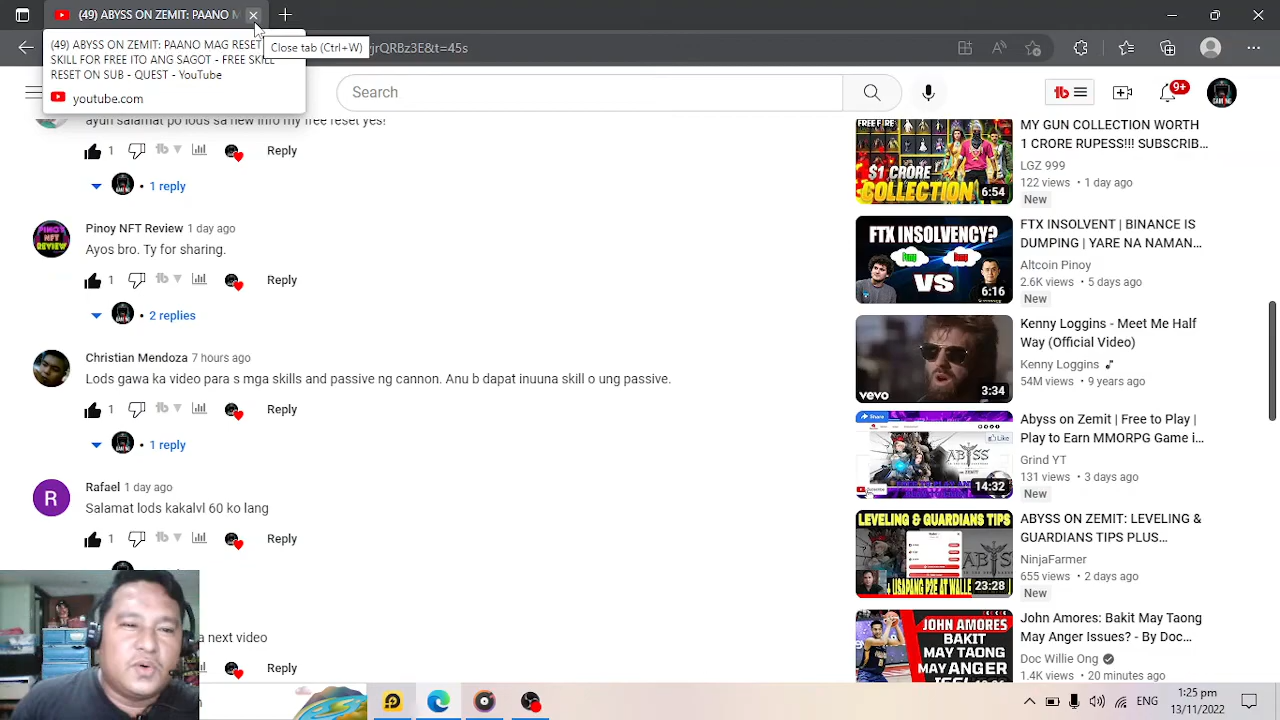 (49) ABYSS ON ZEMIT: PAANO M
(49) ABYSS ON ZEMIT: PAANO MAG RESET
SKILL FOR FREE ITO ANG SAGOT - FREE SKILL
RESET ON SUB - QUEST - YouTube
youtube.com
Close tab (Ctrl+W)
jrQRBz3E&t=45s
Search
9+
ayun salamat po lods sa new info my free reset yes!
1
Reply
• 1 reply
Pinoy NFT Review 1 day ago
Ayos bro. Ty for sharing.
1
Reply
• 2 replies
Christian Mendoza 7 hours ago
Lods gawa ka video para s mga skills and passive ng cannon. Anu b dapat inuuna skill o ung passive.
1
Reply
• 1 reply
R
Rafael 1 day ago
Salamat lods kakalvl 60 ko lang
1
Reply
a next video
Reply
FREE FIRE
$1 CRORE
COLLECTION
6:54
MY GUN COLLECTION WORTH
1 CRORE RUPESS!!! SUBSCRIB...
LGZ 999
122 views • 1 day ago
New
FTX INSOLVENCY?
VS
6:16
FTX INSOLVENT | BINANCE IS
DUMPING | YARE NA NAMAN...
Altcoin Pinoy
2.6K views • 5 days ago
New
vevo
3:34
Kenny Loggins - Meet Me Half
Way (Official Video)
Kenny Loggins
54M views • 9 years ago
Share
Like
ABYSS
14:32
Abyss on Zemit | Free to Play |
Play to Earn MMORPG Game i...
Grind YT
131 views • 3 days ago
New
LEVELING & GUARDIANS TIPS
USAPANG P2E AT WALLE
23:28
ABYSS ON ZEMIT: LEVELING &
GUARDIANS TIPS PLUS...
NinjaFarmer
655 views • 2 days ago
New
JOHN AMORES:
BAKIT
MAY TAONG
MAY ANGER
John Amores: Bakit May Taong
May Anger Issues? - By Doc...
Doc Willie Ong
1.4K views • 20 minutes ago
ENG
1:25 pm
13/11/2022